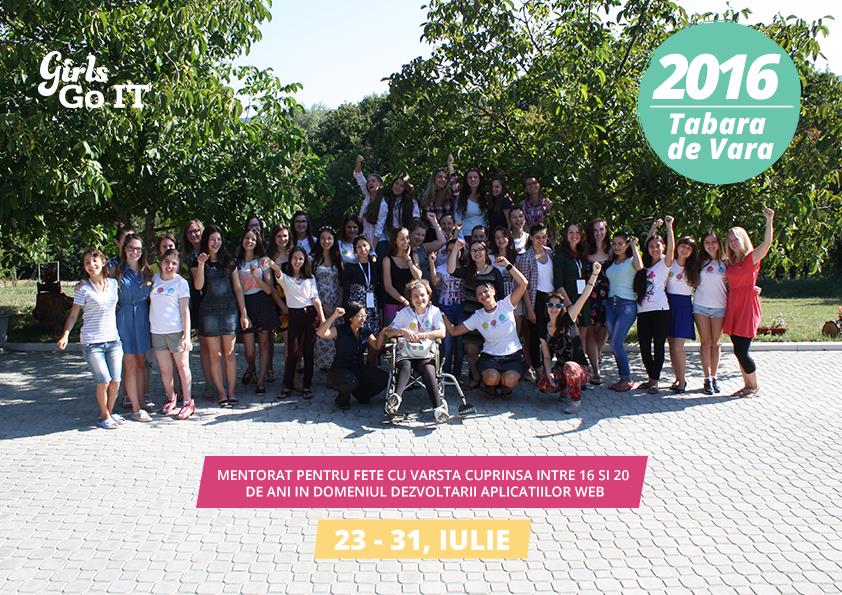 Girls
GO IT
2016
Tabara
de Vara
MENTORAT PENTRU FETE CU VARSTA CUPRINSA INTRE 16 SI 20
DE ANI IN DOMENIUL DEZVOLTARII APLICATIILOR WEB
23 - 31, IULIE